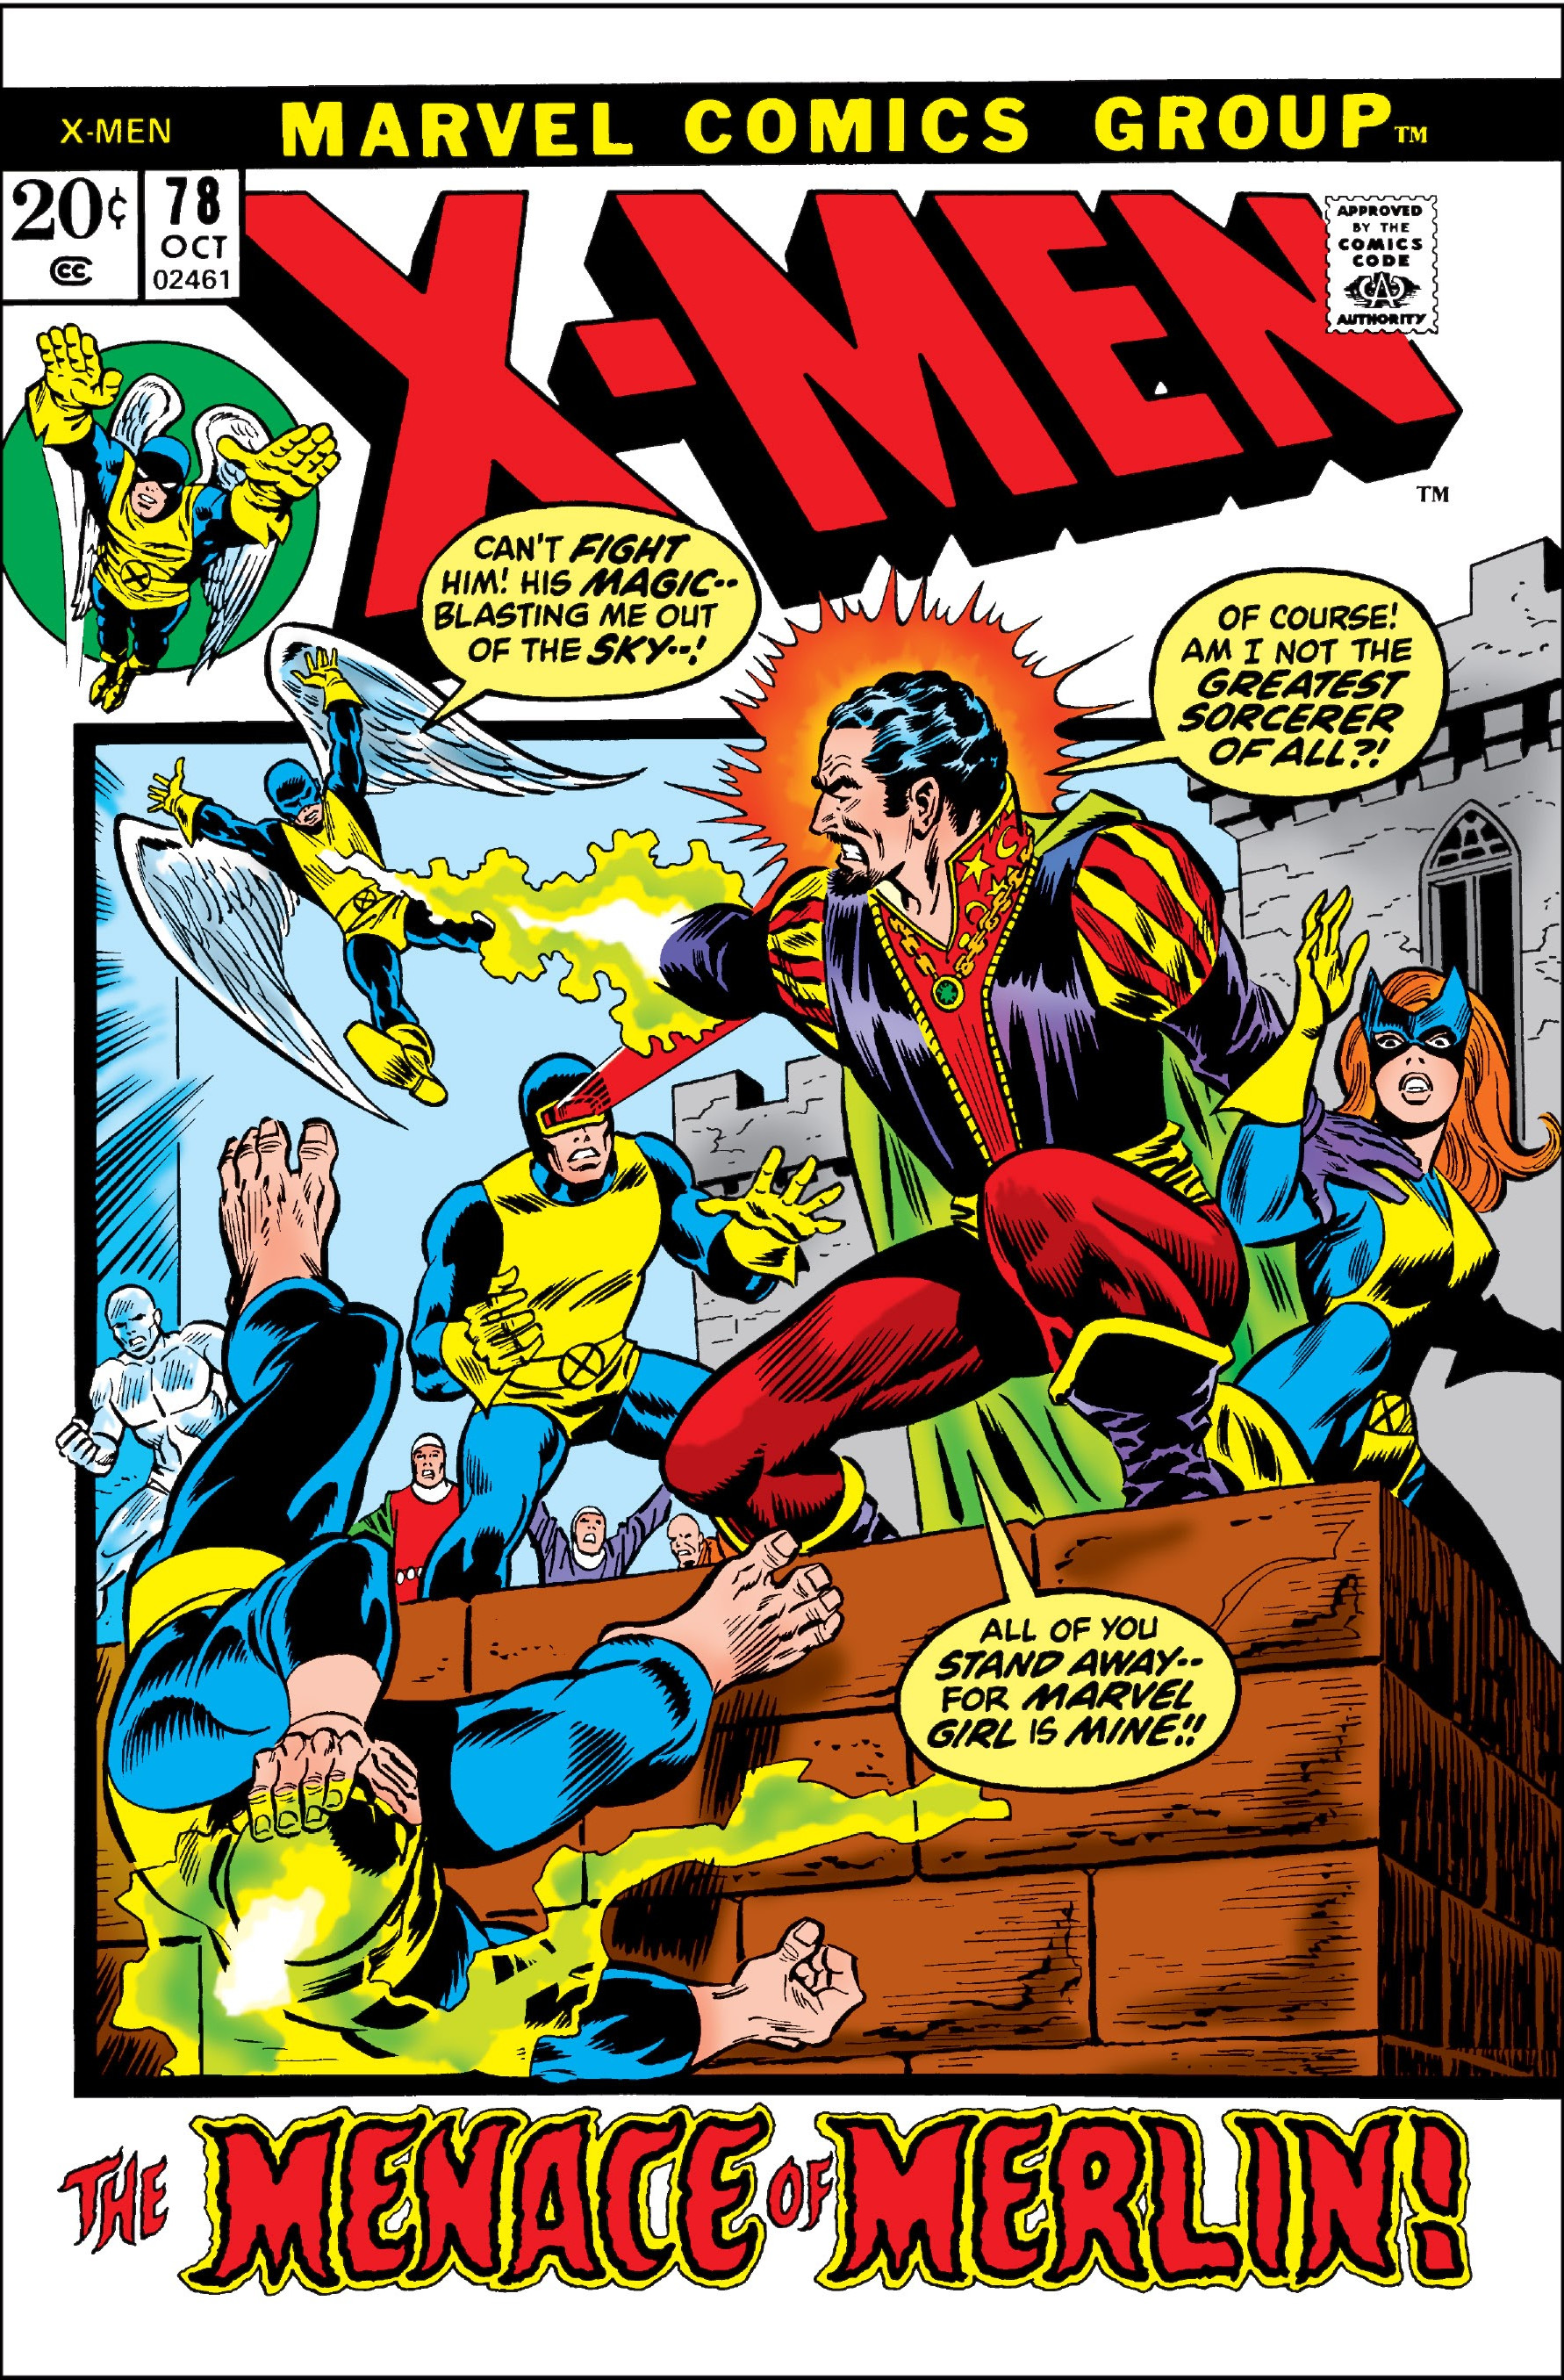 X-MEN
MARVEL COMICS GROUP™
20¢
CC
78
OCT
02461
X-MEN
TM
APPROVED
BY THE
COMICS
CODE
CA
AUTHORITY
CAN'T FIGHT
HIM! HIS MAGIC--
BLASTING ME OUT
OF THE SKY--!
OF COURSE!
AM I NOT THE
GREATEST
SORCERER
OF ALL?!
ALL OF YOU
STAND AWAY--
FOR MARVEL
GIRL IS MINE!!
THE MENACE OF MERLIN!